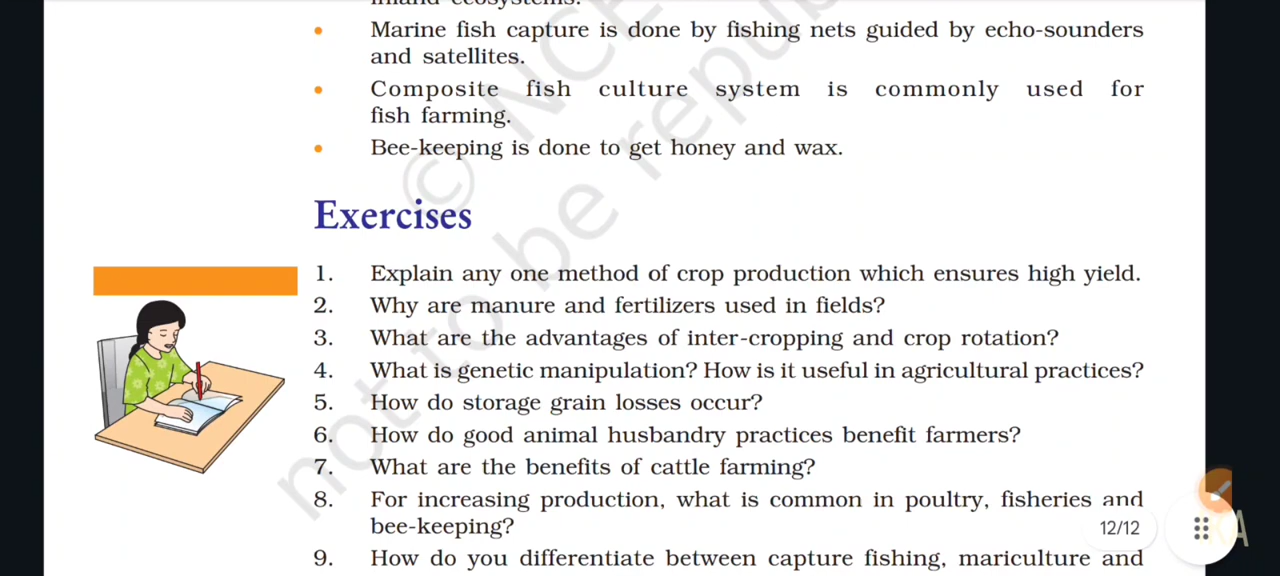 Marine fish capture is done by fishing nets guided by echo-sounders
and satellites.
Composite fish culture system is commonly used for
fish farming.
Bee-keeping is done to get honey and wax.
Exercises
1. Explain any one method of crop production which ensures high yield.
2. Why are manure and fertilizers used in fields?
3. What are the advantages of inter-cropping and crop rotation?
4. What is genetic manipulation? How is it useful in agricultural practices?
5. How do storage grain losses occur?
6. How do good animal husbandry practices benefit farmers?
7. What are the benefits of cattle farming?
8. For increasing production, what is common in poultry, fisheries and
bee-keeping?
12/12
9. How do you differentiate between capture fishing, mariculture and
not to be